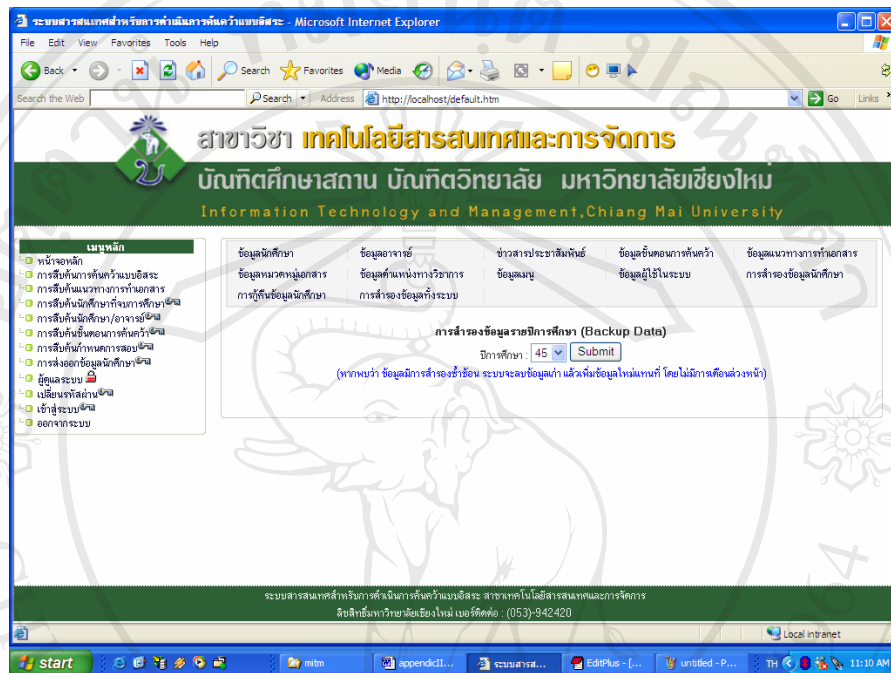 ระบบสารสนเทศสำหรับการดำเนินการค้นคว้าแบบอิสระ - Microsoft Internet Explorer
File Edit View Favorites Tools Help
Back Search Favorites Media
Search the Web Search Address http://localhost/default.htm Go Links
สาขาวิชา เทคโนโลยีสารสนเทศและการจัดการ
บัณฑิตศึกษาสถาน บัณฑิตวิทยาลัย มหาวิทยาลัยเชียงใหม่
Information Technology and Management,Chiang Mai University
เมนูหลัก
หน้าจอหลัก
การสืบค้นการค้นคว้าแบบอิสระ
การสืบค้นแนวทางการทำเอกสาร
การสืบค้นนักศึกษาที่จบการศึกษา
การสืบค้นนักศึกษา/อาจารย์
การสืบค้นขั้นตอนการค้นคว้า
การสืบค้นกำหนดการสอบ
การส่งออกข้อมูลนักศึกษา
ผู้ดูแลระบบ
เปลี่ยนรหัสผ่าน
เข้าสู่ระบบ
ออกจากระบบ
ข้อมูลนักศึกษา ข้อมูลอาจารย์ ข่าวสารประชาสัมพันธ์ ข้อมูลขั้นตอนการค้นคว้า ข้อมูลแนวทางการทำเอกสาร
ข้อมูลหมวดหมู่เอกสาร ข้อมูลตำแหน่งทางวิชาการ ข้อมูลเมนู ข้อมูลผู้ใช้ในระบบ การสำรองข้อมูลนักศึกษา
การกู้คืนข้อมูลนักศึกษา การสำรองข้อมูลทั้งระบบ
การสำรองข้อมูลรายปีการศึกษา (Backup Data)
ปีการศึกษา : 45 Submit
(หากพบว่า ข้อมูลมีการสำรองซ้ำซ้อน ระบบจะลบข้อมูลเก่า แล้วเพิ่มข้อมูลใหม่แทนที่ โดยไม่มีการเตือนล่วงหน้า)
ระบบสารสนเทศสำหรับการดำเนินการค้นคว้าแบบอิสระ สาขาเทคโนโลยีสารสนเทศและการจัดการ
ลิขสิทธิ์มหาวิทยาลัยเชียงใหม่ เบอร์ติดต่อ : (053)-942420
Local intranet
start mitm appendicII... ระบบสารส... EditPlus - [... untitled - P... TH 11:10 AM